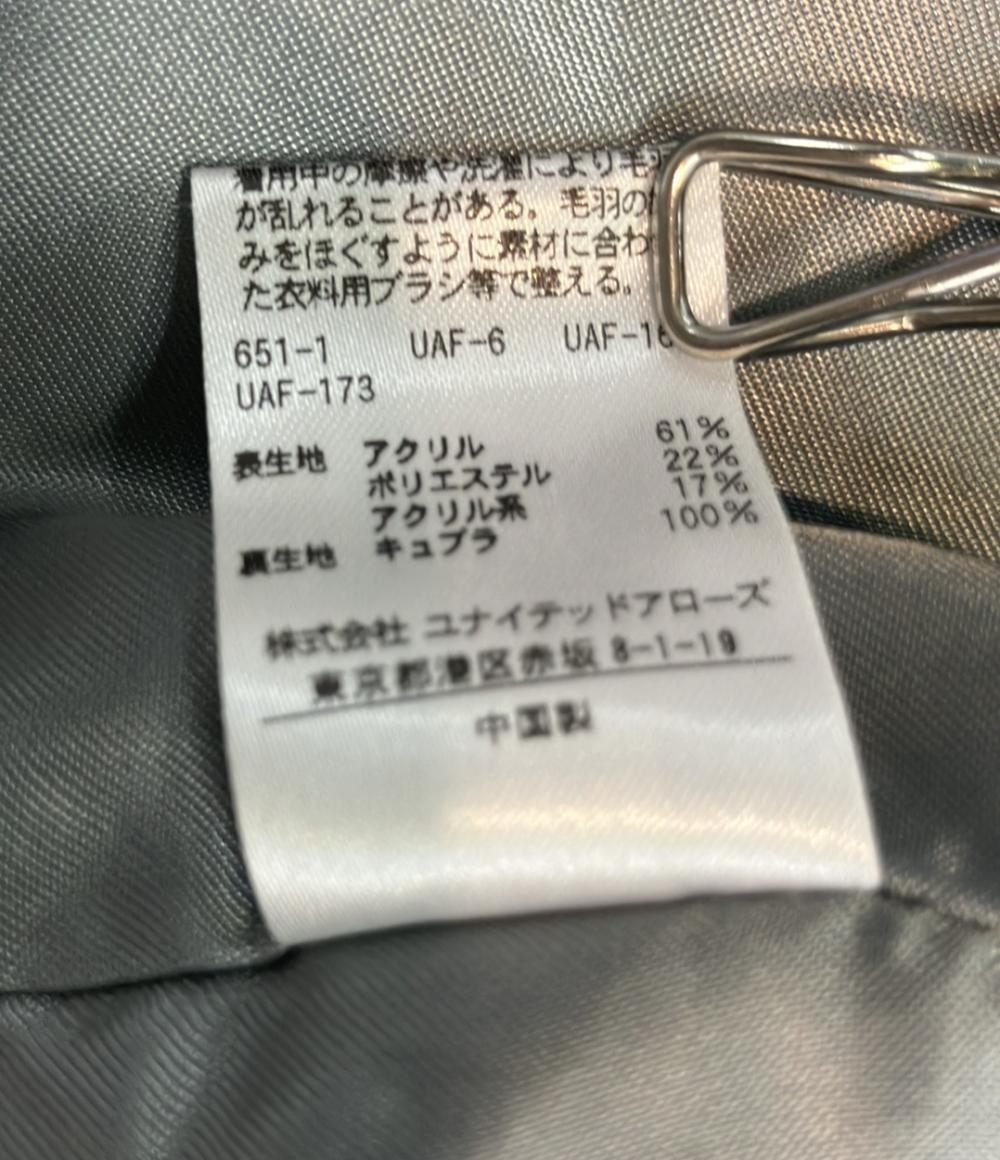 着用中の摩擦や洗濯により毛羽
が乱れることがある。毛羽の
みをほぐすように素材に合わ
た衣料用ブラシ等で整える。
651-1 UAF-6 UAF-16
UAF-173
表生地 アクリル 61%
ポリエステル 22%
アクリル系 17%
裏生地 キュプラ 100%
株式会社 ユナイテッドアローズ
東京都港区赤坂 8-1-19
中国製